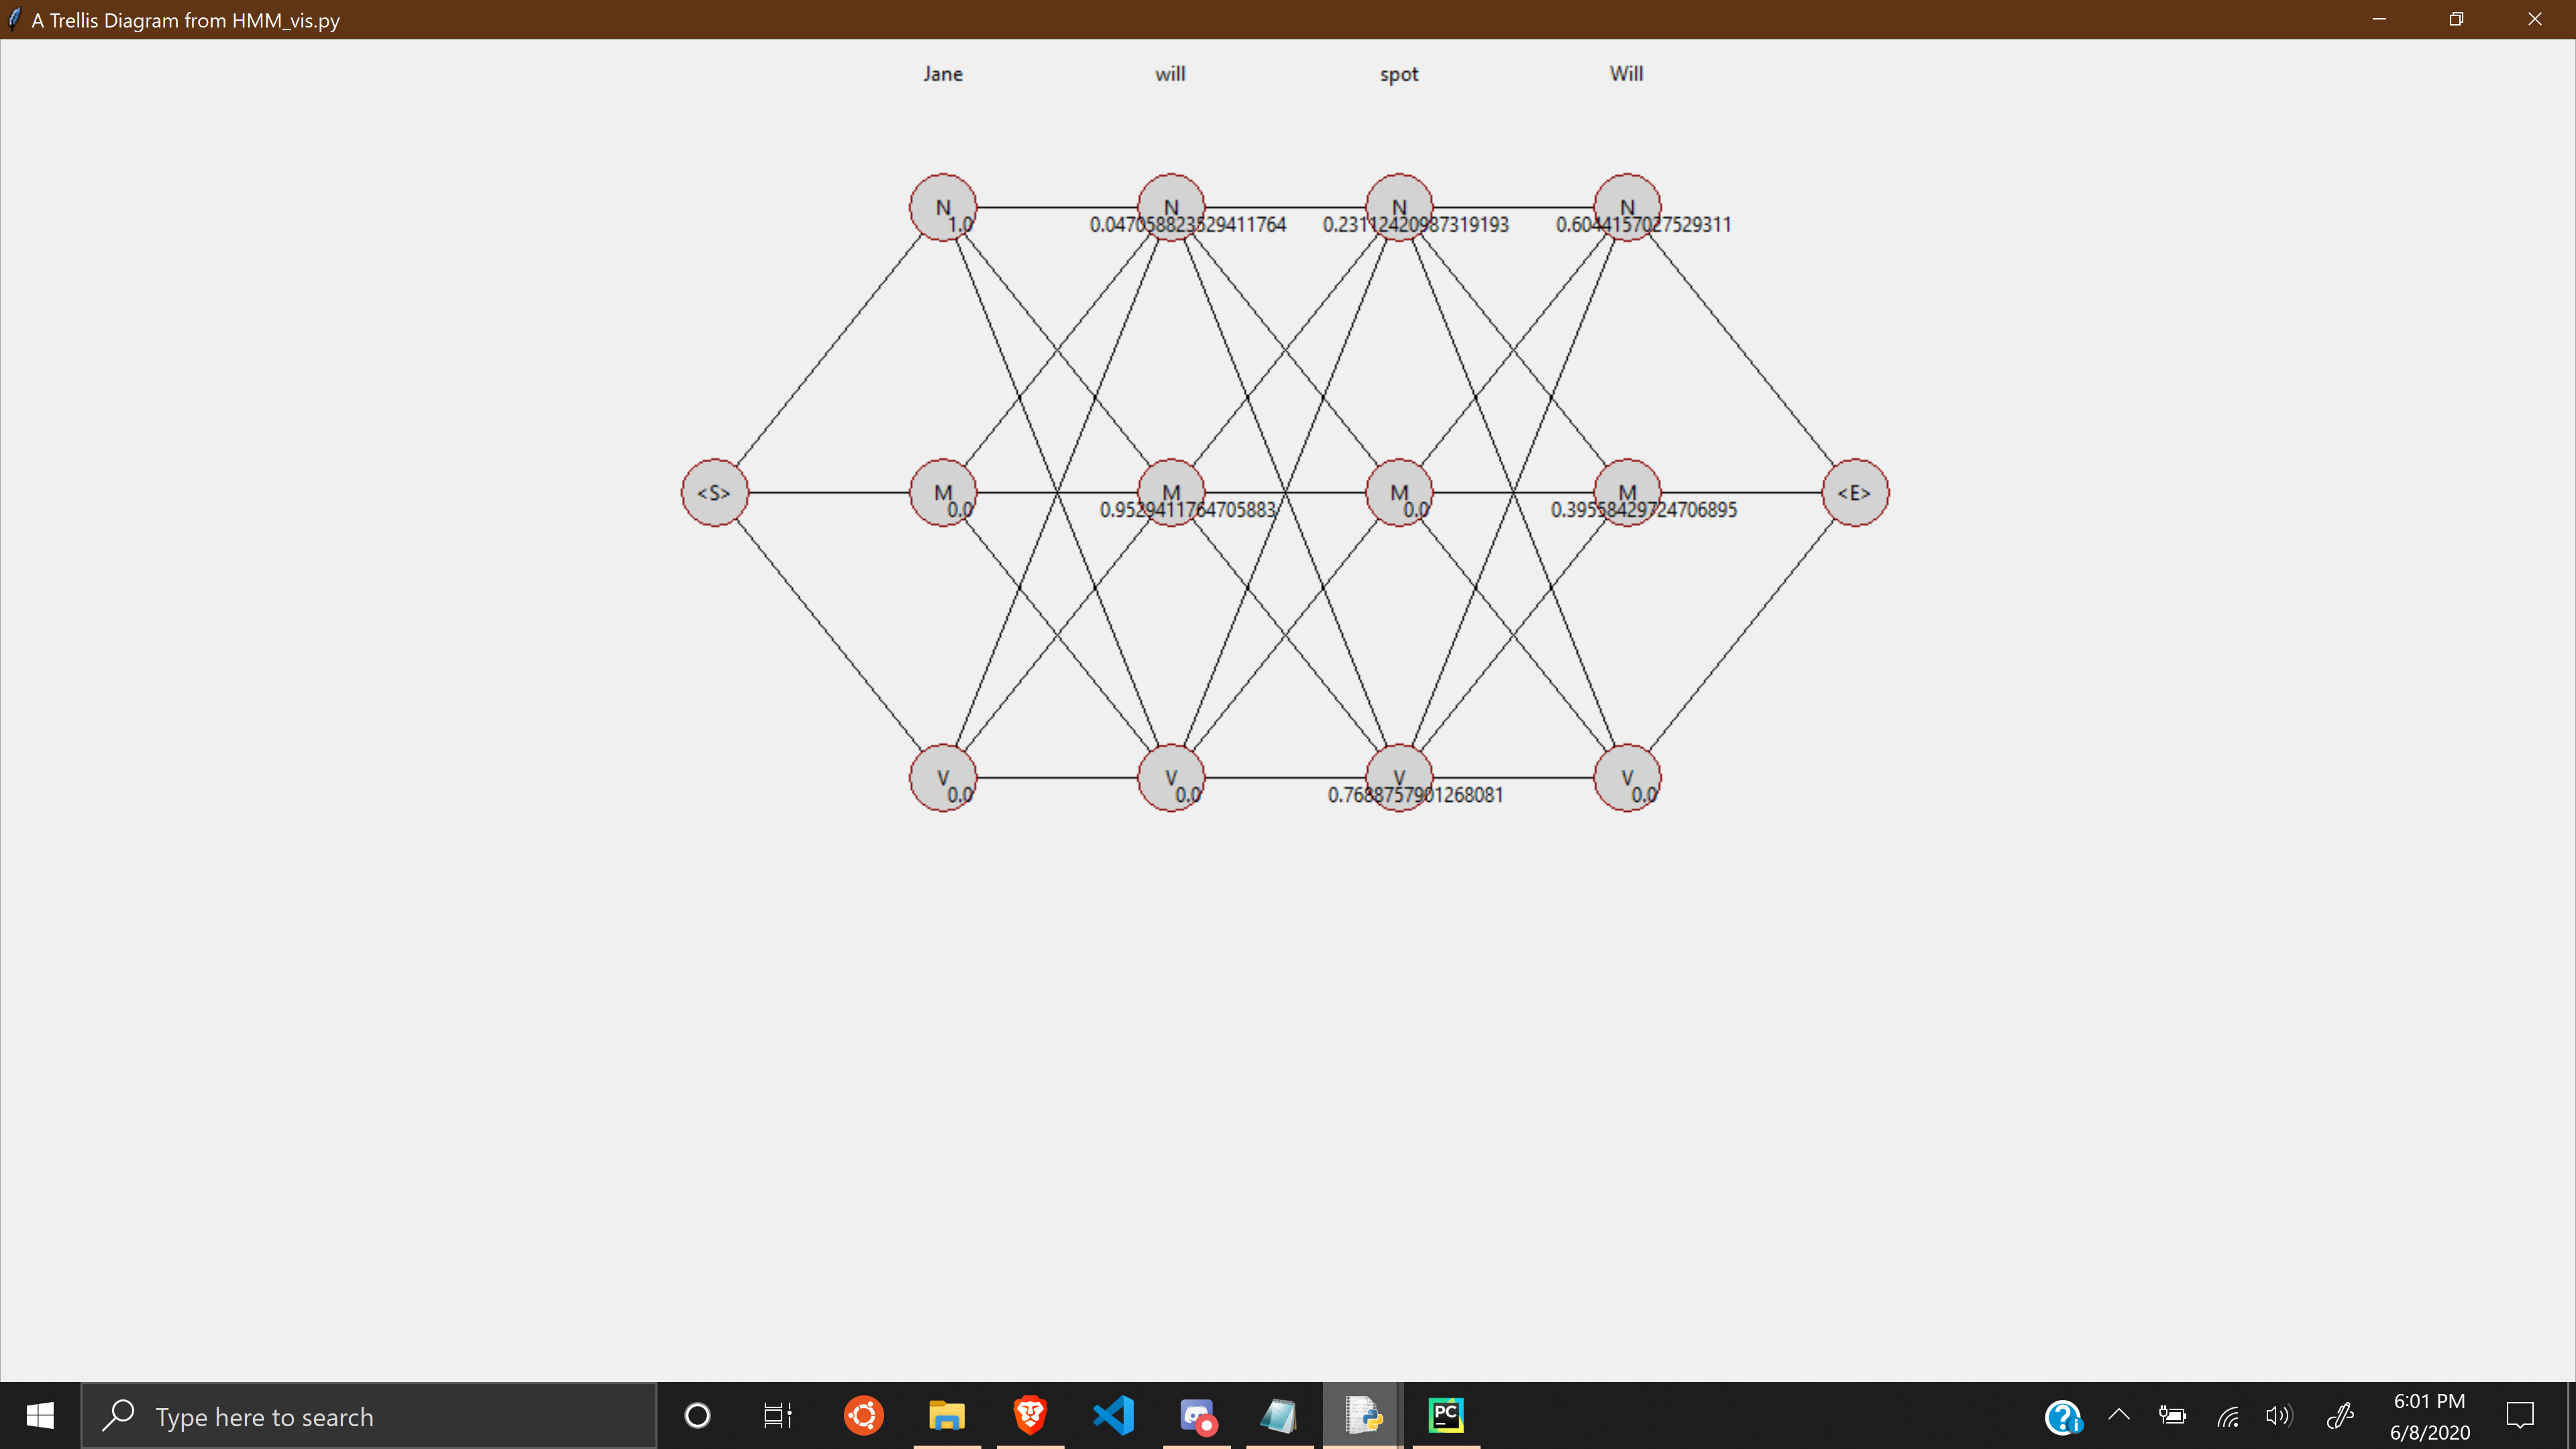 A Trellis Diagram from HMM_vis.py
Jane will spot Will
N N N N
1.0 0.047058823529411764 0.23112420987319193 0.6044157027529311
<S> M M M M <E>
0.0 0.9529411764705883 0.0 0.39558429724706895
V V V V
0.0 0.0 0.7688757901268081 0.0
Type here to search
PC
6:01 PM
6/8/2020